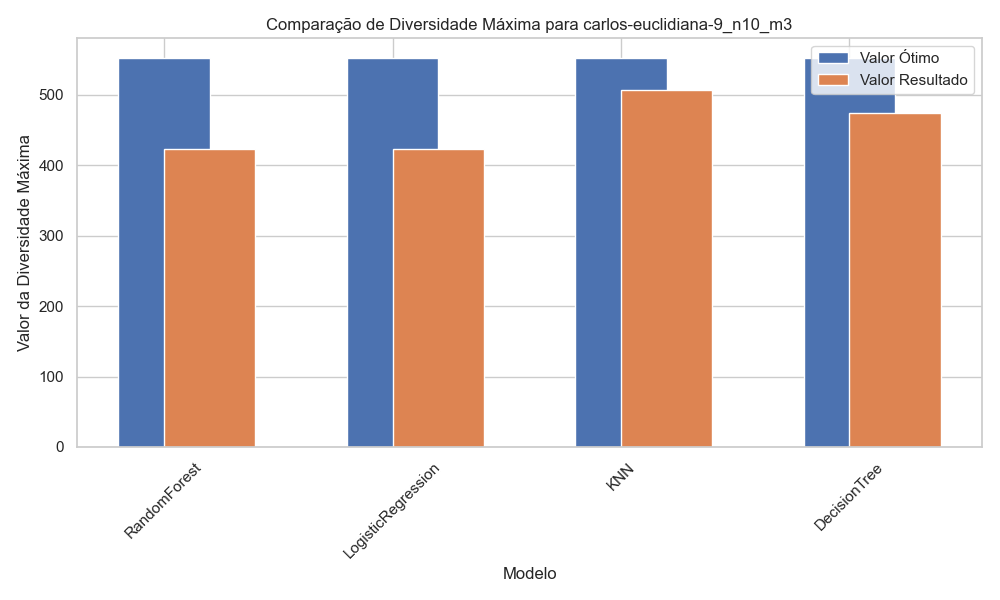 Comparação de Diversidade Máxima para carlos-euclidiana-9_n10_m3
Valor Ótimo
Valor Resultado
Valor da Diversidade Máxima
500
400
300
200
100
0
RandomForest
LogisticRegression
KNN
DecisionTree
Modelo